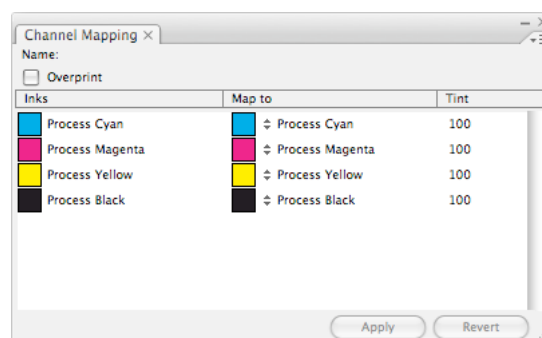 Channel Mapping ×
Name:
Overprint
Inks Map to Tint
Process Cyan Process Cyan 100
Process Magenta Process Magenta 100
Process Yellow Process Yellow 100
Process Black Process Black 100
Apply Revert